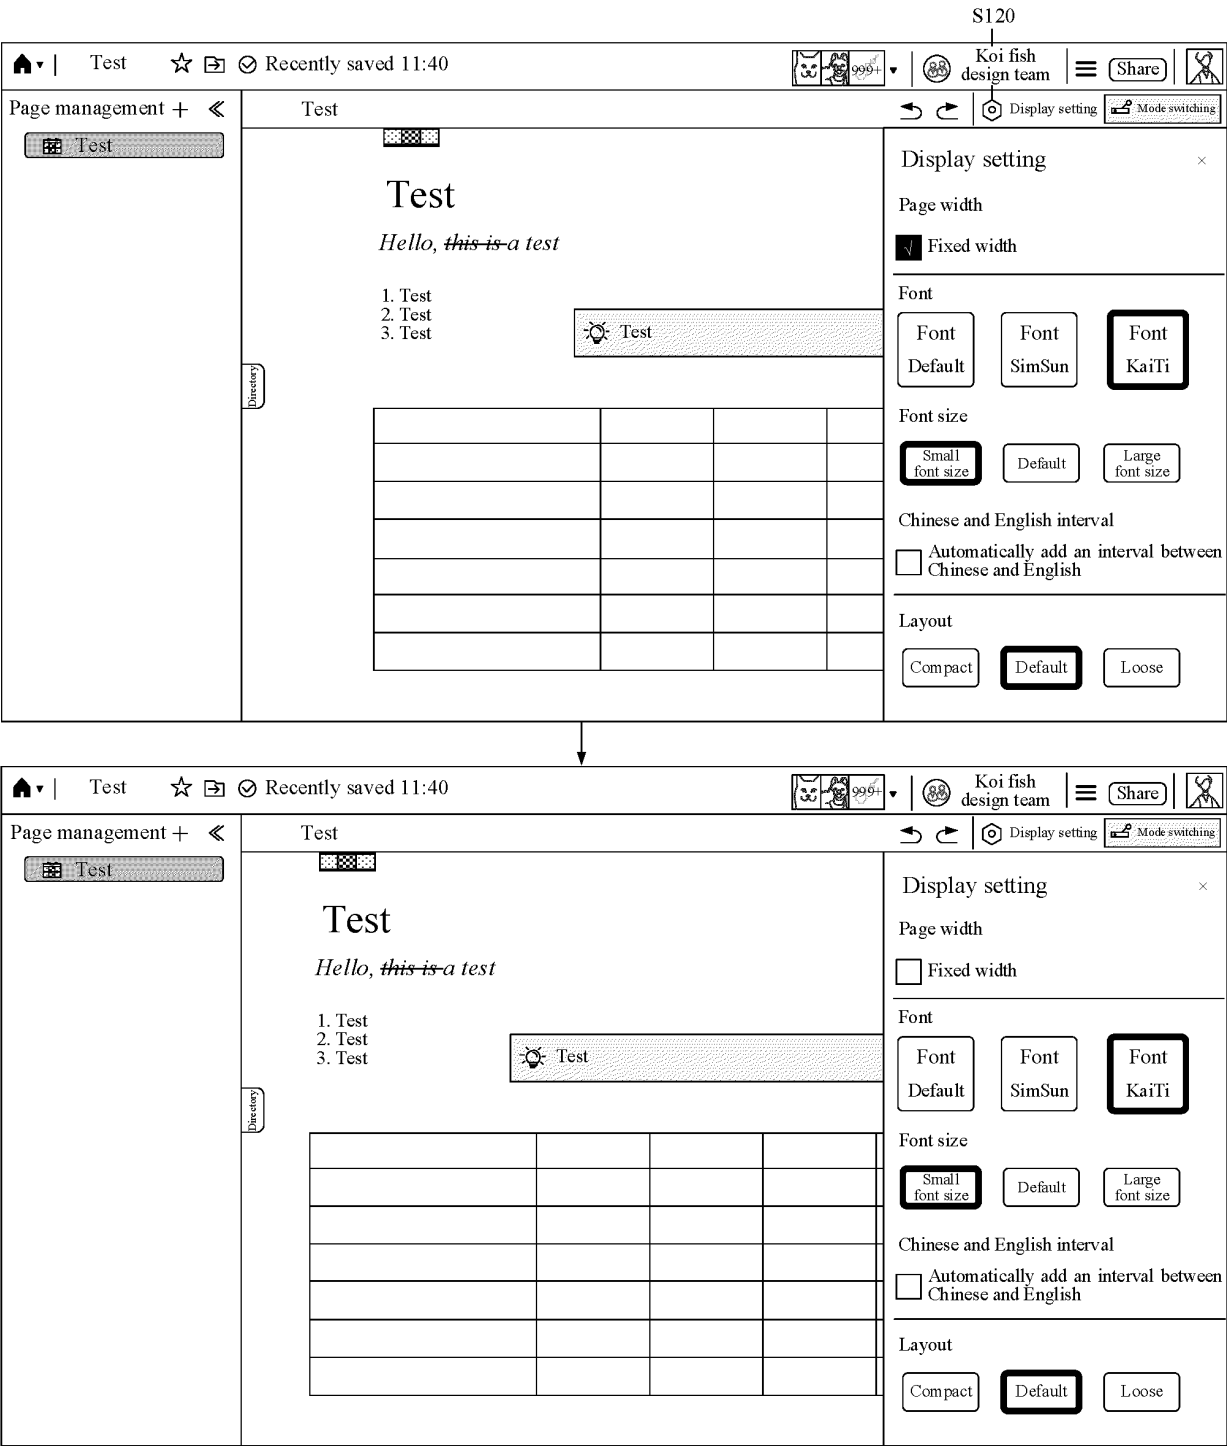 S120
Test
Recently saved 11:40
999+
Koi fish
design team
Share
Page management
Test
Display setting
Mode switching
Test
Test
Hello, this is a test
1. Test
2. Test
3. Test
Test
Directory
Display setting
×
Page width
√ Fixed width
Font
Font
Default
Font
SimSun
Font
KaiTi
Font size
Small
font size
Default
Large
font size
Chinese and English interval
Automatically add an interval between
Chinese and English
Layout
Compact
Default
Loose
Test
Recently saved 11:40
999+
Koi fish
design team
Share
Page management
Test
Display setting
Mode switching
Test
Test
Hello, this is a test
1. Test
2. Test
3. Test
Test
Directory
Display setting
×
Page width
Fixed width
Font
Font
Default
Font
SimSun
Font
KaiTi
Font size
Small
font size
Default
Large
font size
Chinese and English interval
Automatically add an interval between
Chinese and English
Layout
Compact
Default
Loose